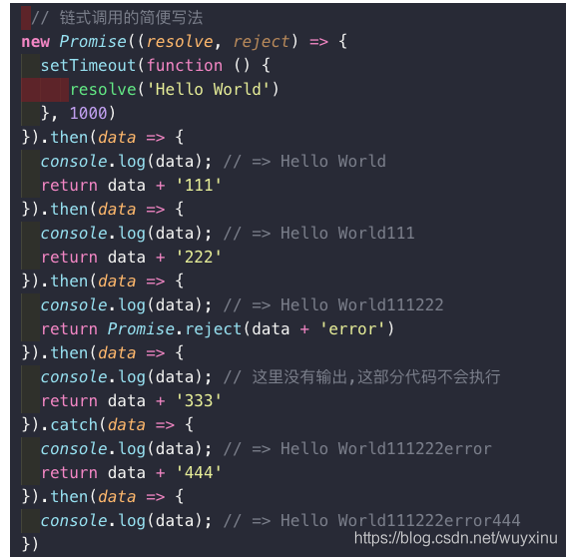 // 链式调用的简便写法
new Promise((resolve, reject) => {
  setTimeout(function () {
    resolve('Hello World')
  }, 1000)
}).then(data => {
  console.log(data); // => Hello World
  return data + '111'
}).then(data => {
  console.log(data); // => Hello World111
  return data + '222'
}).then(data => {
  console.log(data); // => Hello World111222
  return Promise.reject(data + 'error')
}).then(data => {
  console.log(data); // 这里没有输出,这部分代码不会执行
  return data + '333'
}).catch(data => {
  console.log(data); // => Hello World111222error
  return data + '444'
}).then(data => {
  console.log(data); // => Hello World111222error444
})
https://blog.csdn.net/wuyxinu